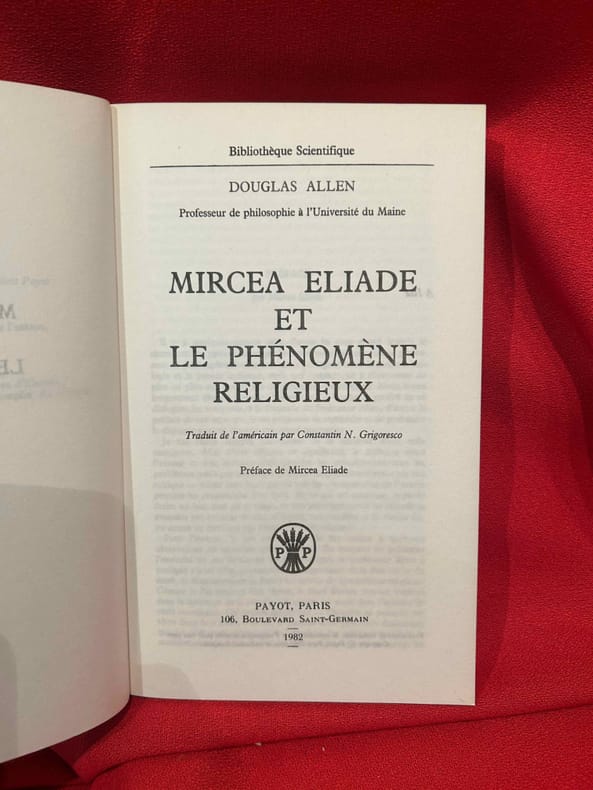 Bibliothèque Scientifique
DOUGLAS ALLEN
Professeur de philosophie à l'Université du Maine
MIRCEA ELIADE
ET
LE PHÉNOMÈNE
RELIGIEUX
Traduit de l'américain par Constantin N. Grigoresco
Préface de Mircea Eliade
P P
PAYOT, PARIS
106, Boulevard Saint-Germain
1982